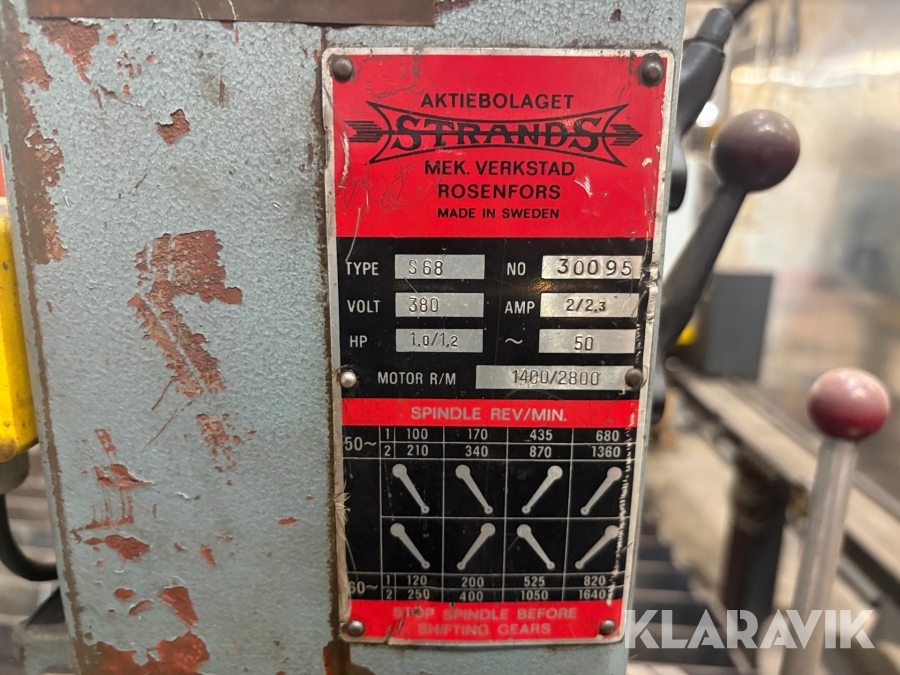 AKTIEBOLAGET
STRANDS
MEK. VERKSTAD
ROSENFORS
MADE IN SWEDEN
TYPE S68 NO 30095
VOLT 380 AMP 2/2,3
HP 1,0/1,2 ~ 50
MOTOR R/M 1400/2800
SPINDLE REV/MIN.
50~ 1 100 170 435 680
2 210 340 870 1360
60~ 1 120 200 525 820
2 250 400 1050 1640
STOP SPINDLE BEFORE
SHIFTING GEARS
KLARAVIK